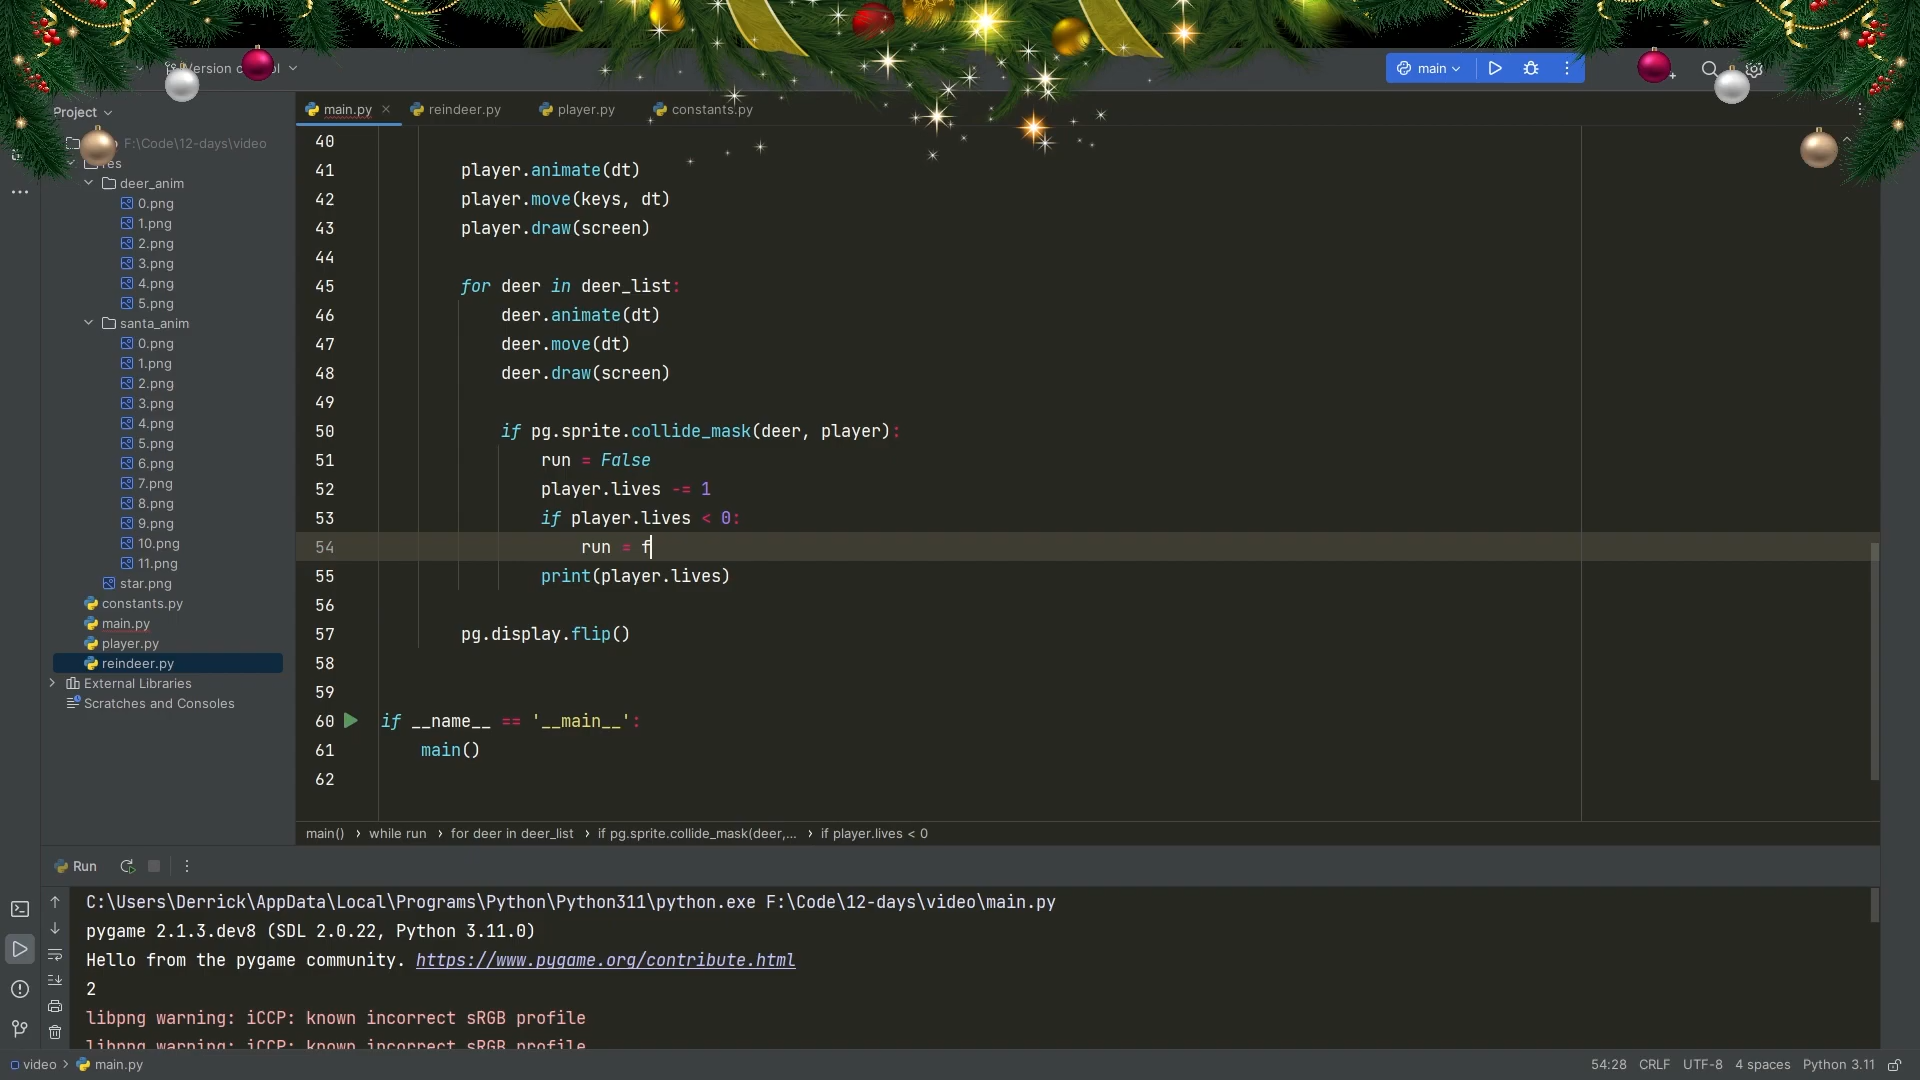 Version
main
Project
main.py
reindeer.py
player.py
constants.py
F:\Code\12-days\video
res
deer_anim
0.png
1.png
2.png
3.png
4.png
5.png
santa_anim
0.png
1.png
2.png
3.png
4.png
5.png
6.png
7.png
8.png
9.png
10.png
11.png
star.png
constants.py
main.py
player.py
reindeer.py
External Libraries
Scratches and Consoles
40
41 player.animate(dt)
42 player.move(keys, dt)
43 player.draw(screen)
44
45 for deer in deer_list:
46 deer.animate(dt)
47 deer.move(dt)
48 deer.draw(screen)
49
50 if pg.sprite.collide_mask(deer, player):
51 run = False
52 player.lives -= 1
53 if player.lives < 0:
54 run = f
55 print(player.lives)
56
57 pg.display.flip()
58
59
60 if __name__ == '__main__':
61 main()
62
main() › while run › for deer in deer_list › if pg.sprite.collide_mask(deer,... › if player.lives < 0
Run
C:\Users\Derrick\AppData\Local\Programs\Python\Python311\python.exe F:\Code\12-days\video\main.py
pygame 2.1.3.dev8 (SDL 2.0.22, Python 3.11.0)
Hello from the pygame community. https://www.pygame.org/contribute.html
2
libpng warning: iCCP: known incorrect sRGB profile
libpng warning: iCCP: known incorrect sRGB profile
video › main.py
54:28 CRLF UTF-8 4 spaces Python 3.11